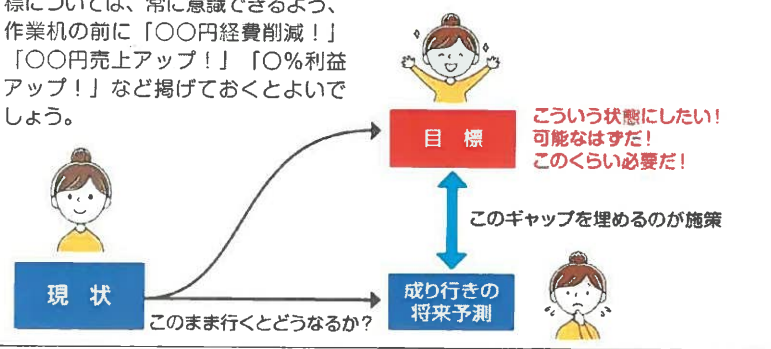 標については、常に意識できるよう、
作業机の前に「〇〇円経費削減！」
「〇〇円売上アップ！」「〇％利益
アップ！」など掲げておくとよいで
しょう。
目 標
こういう状態にしたい！
可能なはずだ！
このくらい必要だ！
このギャップを埋めるのが施策
現 状
このまま行くとどうなるか？
成り行きの
将来予測